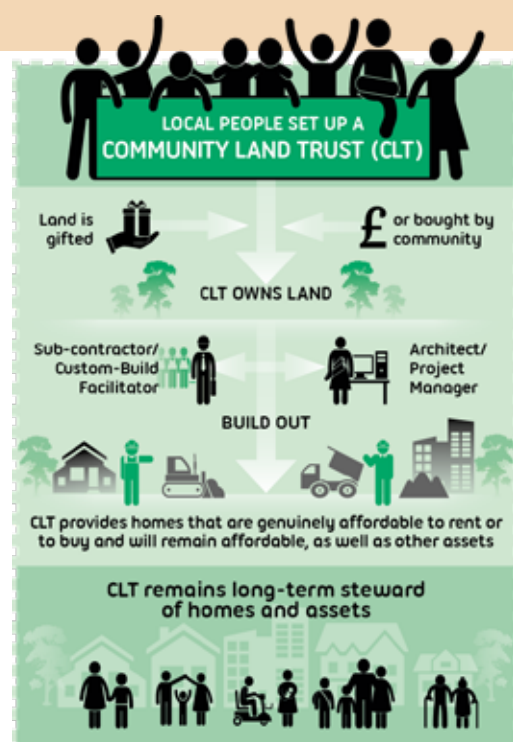 LOCAL PEOPLE SET UP A
COMMUNITY LAND TRUST (CLT)
Land is
gifted
£ or bought by
community
CLT OWNS LAND
Sub-contractor/
Custom-Build
Facilitator
Architect/
Project
Manager
BUILD OUT
CLT provides homes that are genuinely affordable to rent or
to buy and will remain affordable, as well as other assets
CLT remains long-term steward
of homes and assets